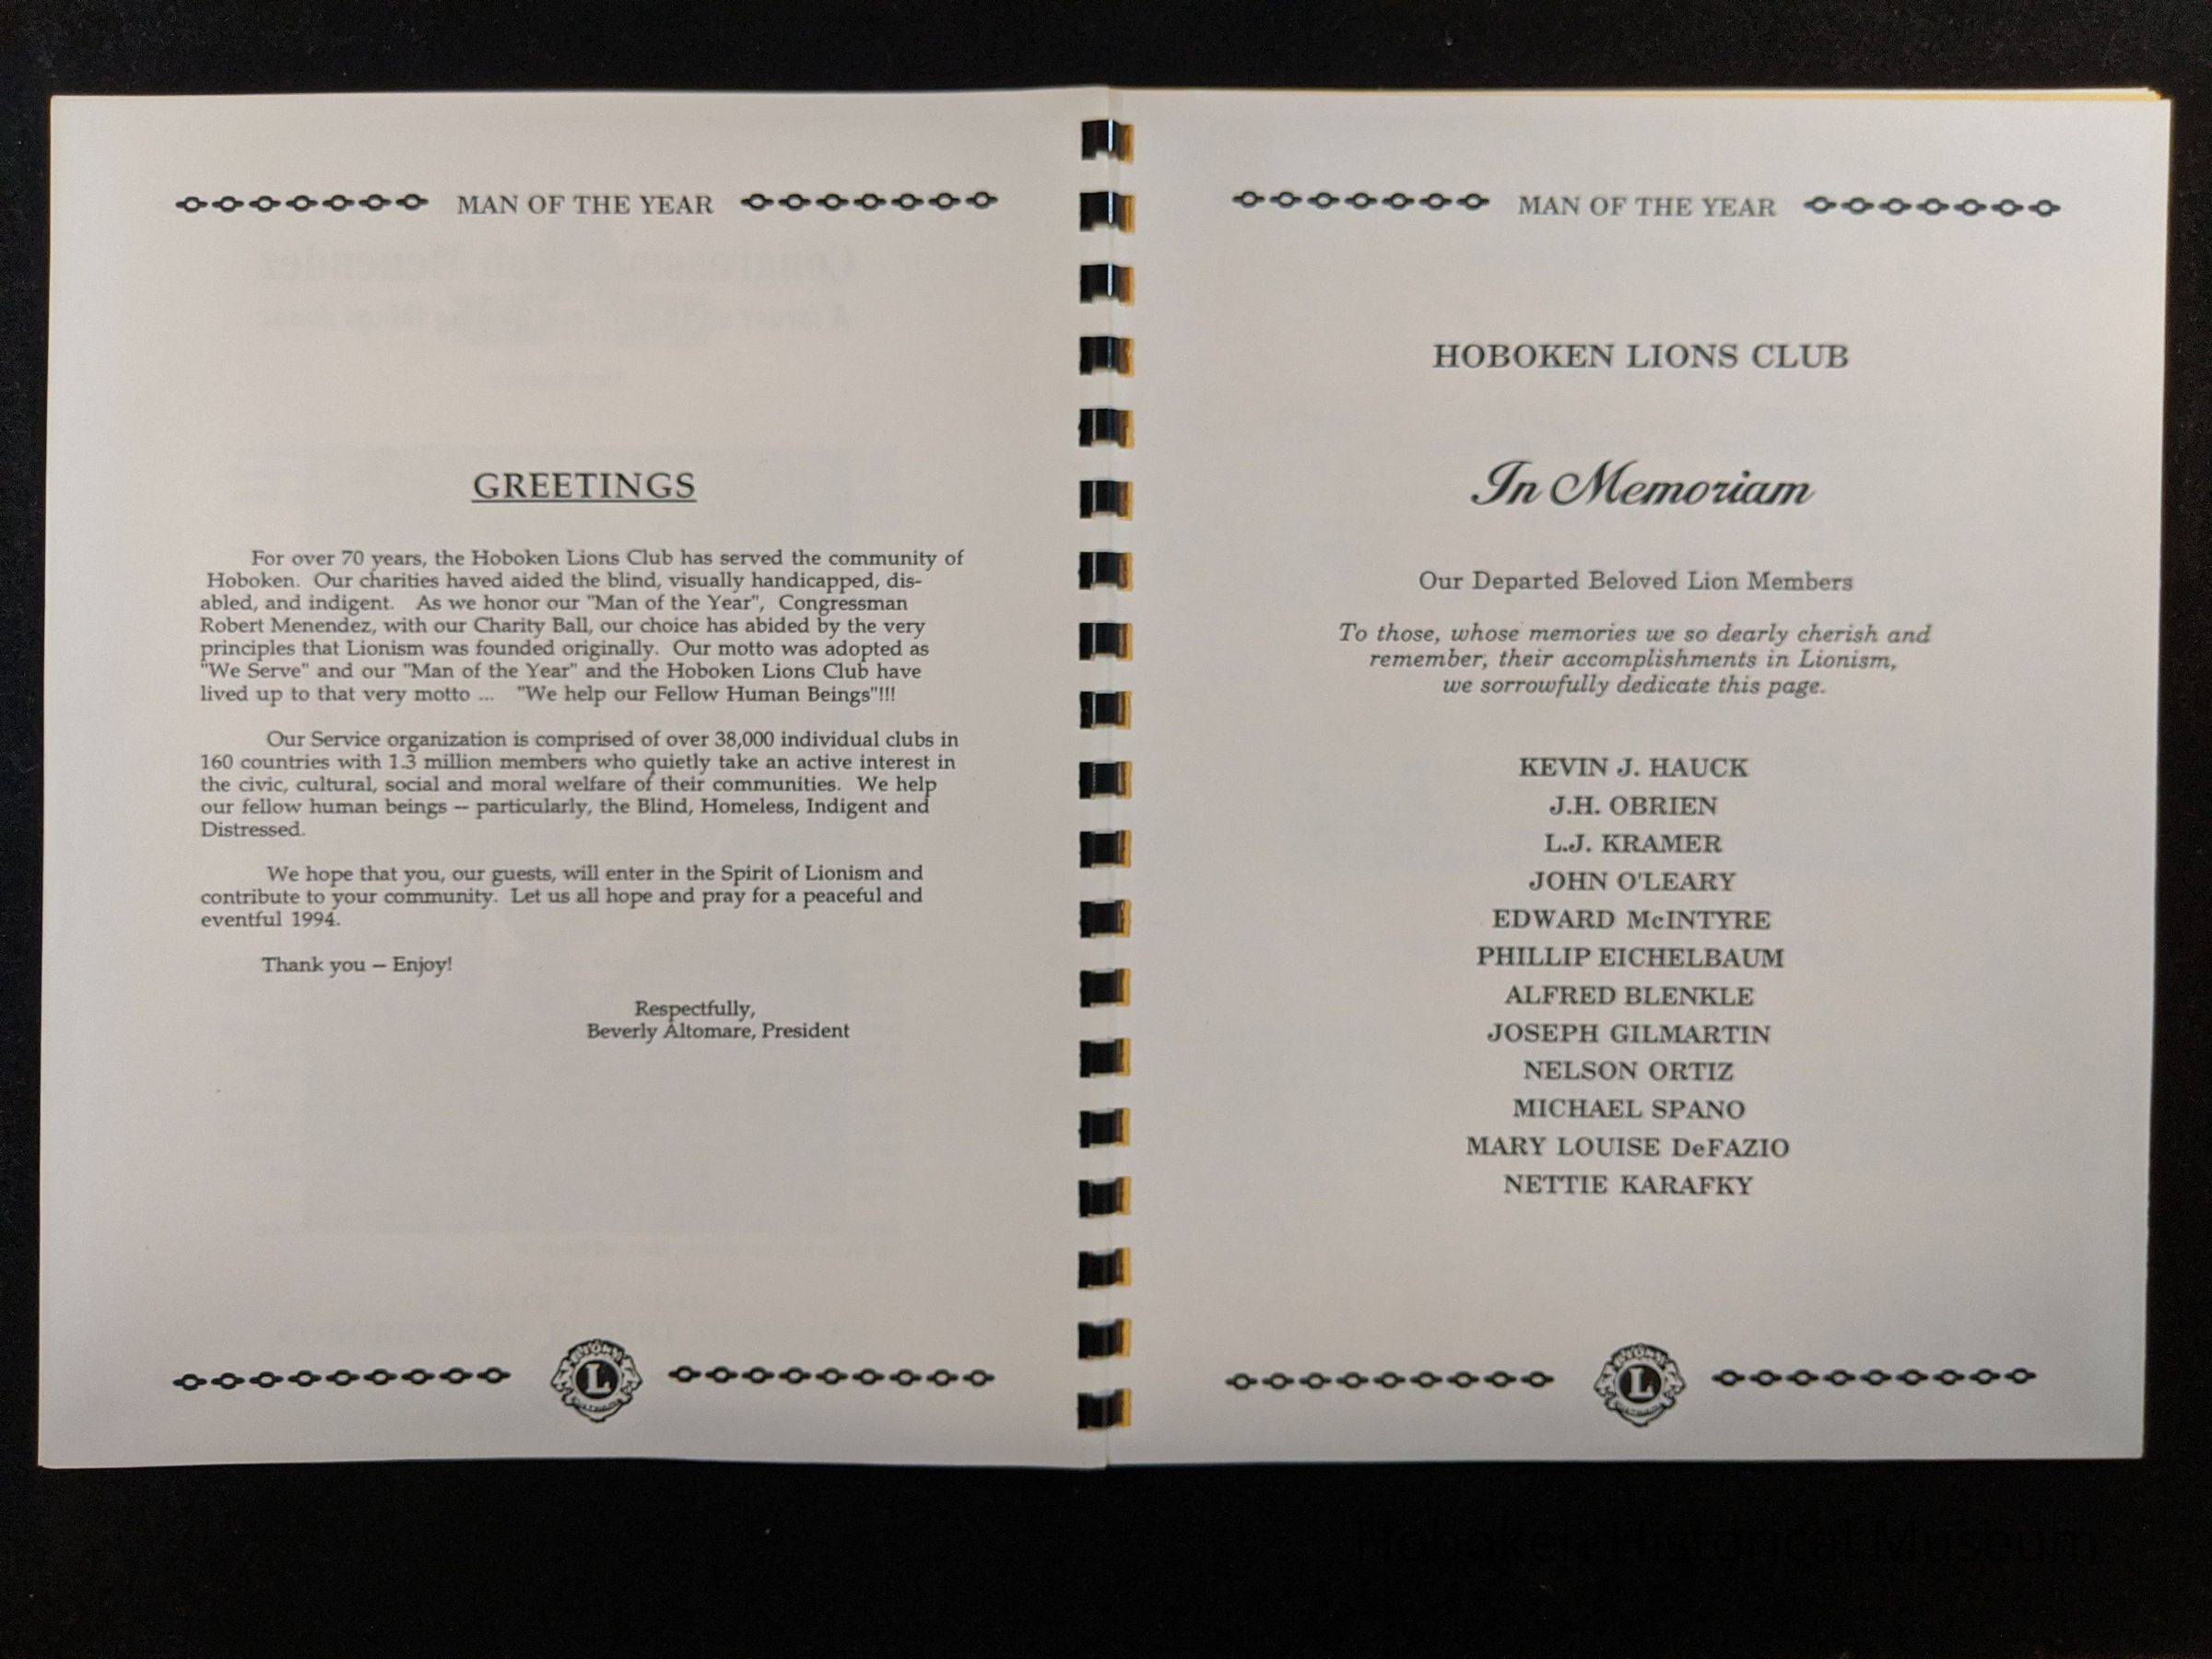 MAN OF THE YEAR
GREETINGS
For over 70 years, the Hoboken Lions Club has served the community of
Hoboken. Our charities haved aided the blind, visually handicapped, dis-
abled, and indigent. As we honor our "Man of the Year", Congressman
Robert Menendez, with our Charity Ball, our choice has abided by the very
principles that Lionism was founded originally. Our motto was adopted as
"We Serve" and our "Man of the Year" and the Hoboken Lions Club have
lived up to that very motto ... "We help our Fellow Human Beings"!!!
Our Service organization is comprised of over 38,000 individual clubs in
160 countries with 1.3 million members who quietly take an active interest in
the civic, cultural, social and moral welfare of their communities. We help
our fellow human beings -- particularly, the Blind, Homeless, Indigent and
Distressed.
We hope that you, our guests, will enter in the Spirit of Lionism and
contribute to your community. Let us all hope and pray for a peaceful and
eventful 1994.
Thank you – Enjoy!
Respectfully,
Beverly Altomare, President
LIONS
L
MAN OF THE YEAR
HOBOKEN LIONS CLUB
In Memoriam
Our Departed Beloved Lion Members
To those, whose memories we so dearly cherish and
remember, their accomplishments in Lionism,
we sorrowfully dedicate this page.
KEVIN J. HAUCK
J.H. OBRIEN
L.J. KRAMER
JOHN O'LEARY
EDWARD McINTYRE
PHILLIP EICHELBAUM
ALFRED BLENKLE
JOSEPH GILMARTIN
NELSON ORTIZ
MICHAEL SPANO
MARY LOUISE DeFAZIO
NETTIE KARAFKY
LIONS
L
Hoboken Historical Museum